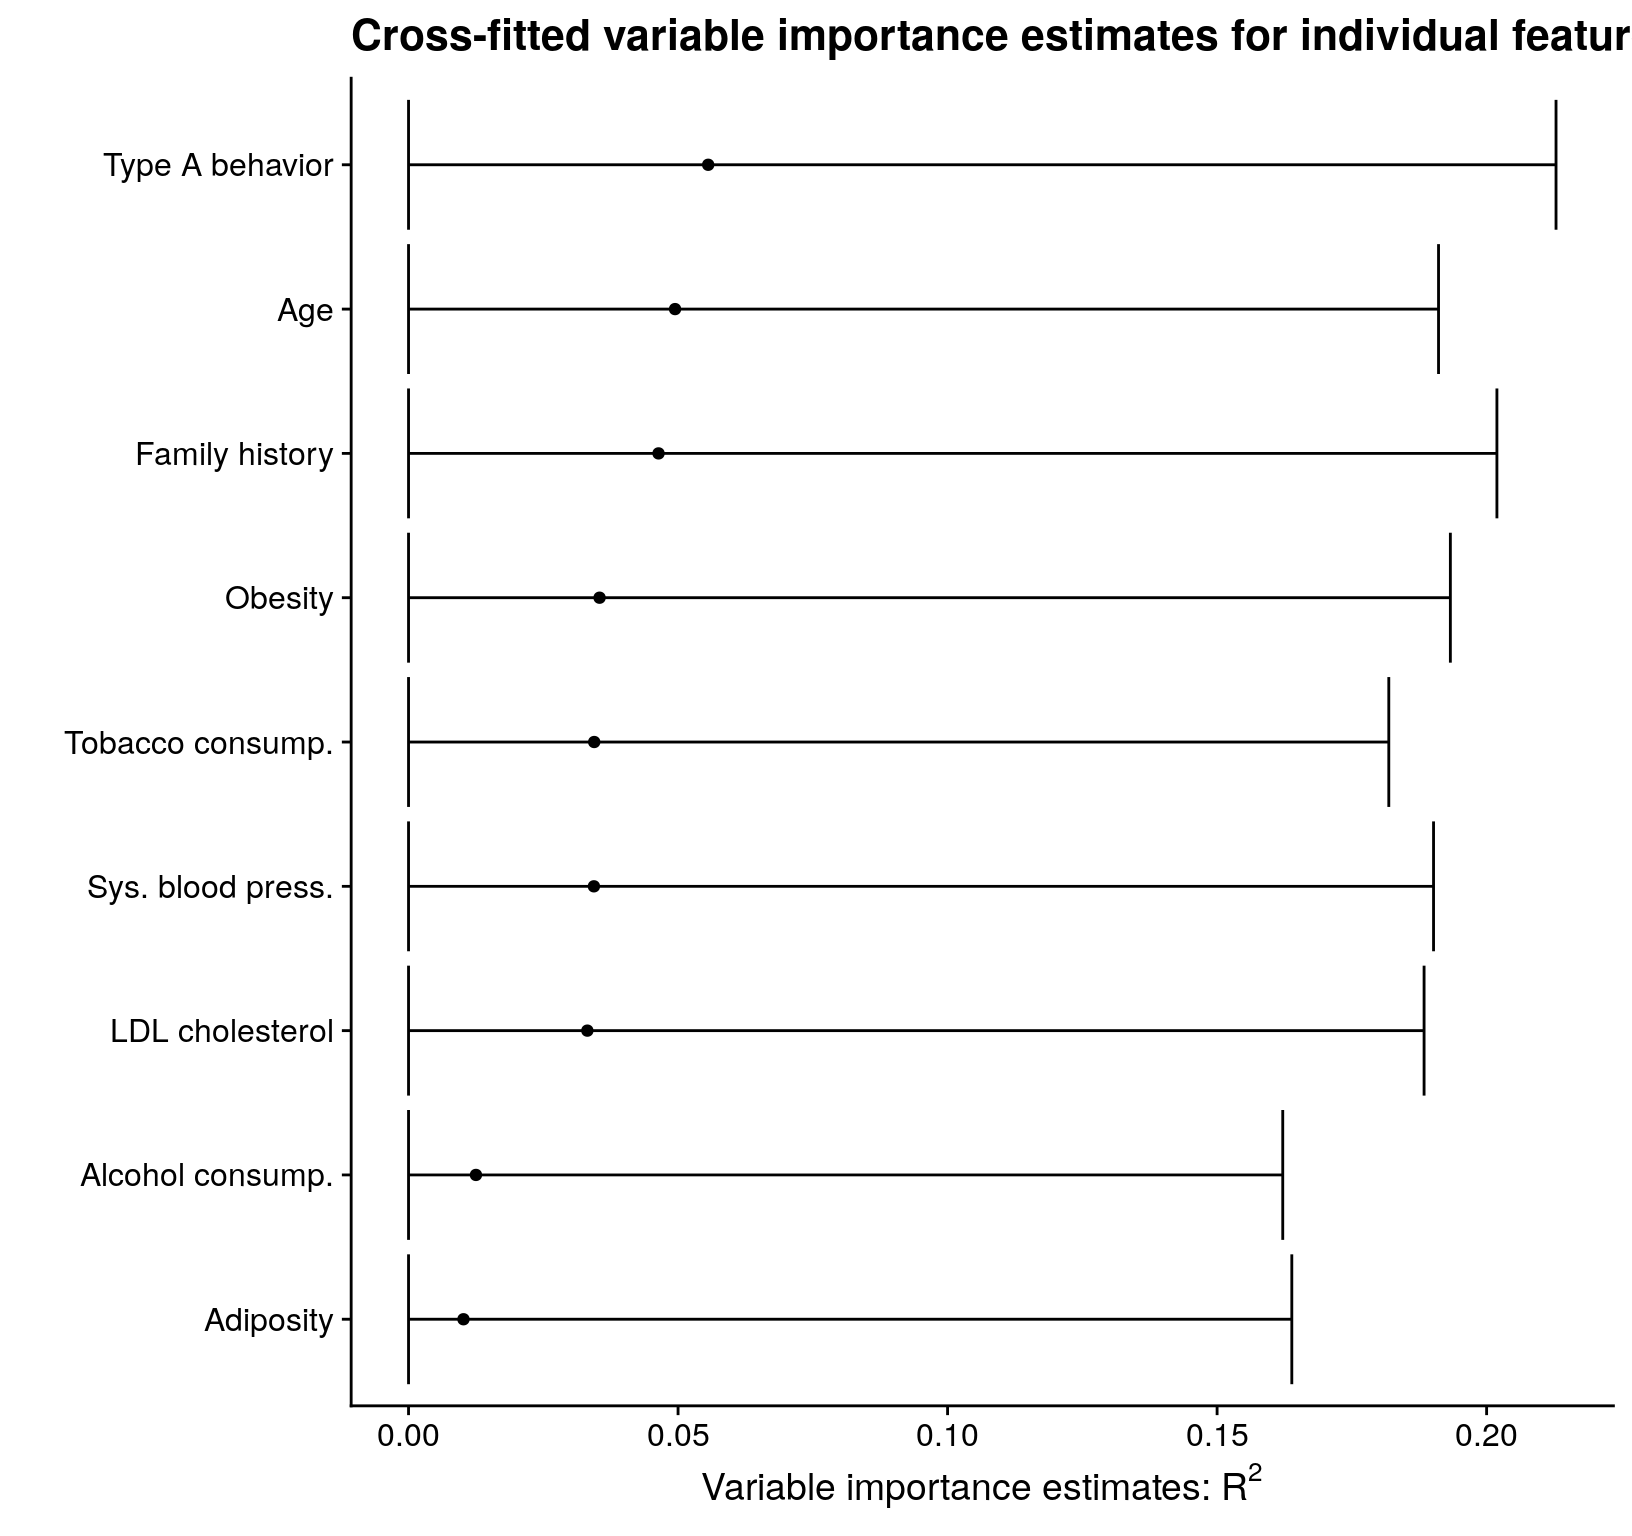 Cross-fitted variable importance estimates for individual featur
Type A behavior
Age
Family history
Obesity
Tobacco consump.
Sys. blood press.
LDL cholesterol
Alcohol consump.
Adiposity
0.00 0.05 0.10 0.15 0.20
Variable importance estimates: R²